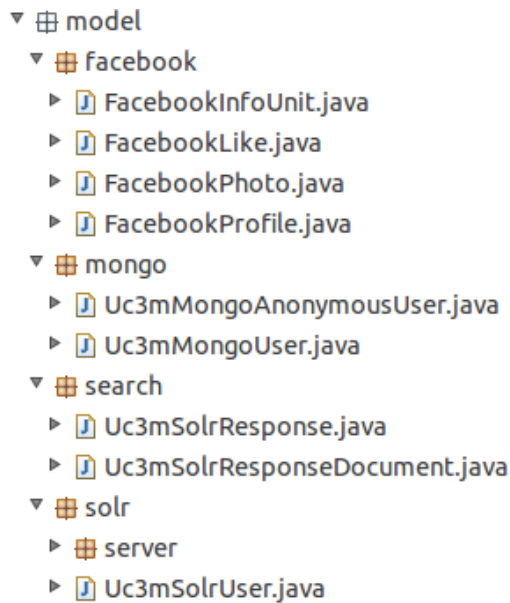 model
facebook
FacebookInfoUnit.java
FacebookLike.java
FacebookPhoto.java
FacebookProfile.java
mongo
Uc3mMongoAnonymousUser.java
Uc3mMongoUser.java
search
Uc3mSolrResponse.java
Uc3mSolrResponseDocument.java
solr
server
Uc3mSolrUser.java